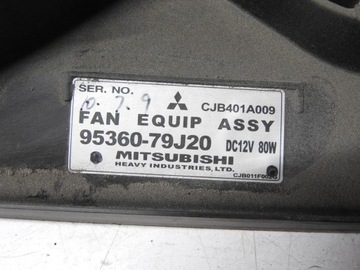 SER. NO.
0. 7. 9
CJB401A009
FAN EQUIP ASSY
95360-79J20 DC12V 80W
MITSUBISHI
HEAVY INDUSTRIES, LTD.